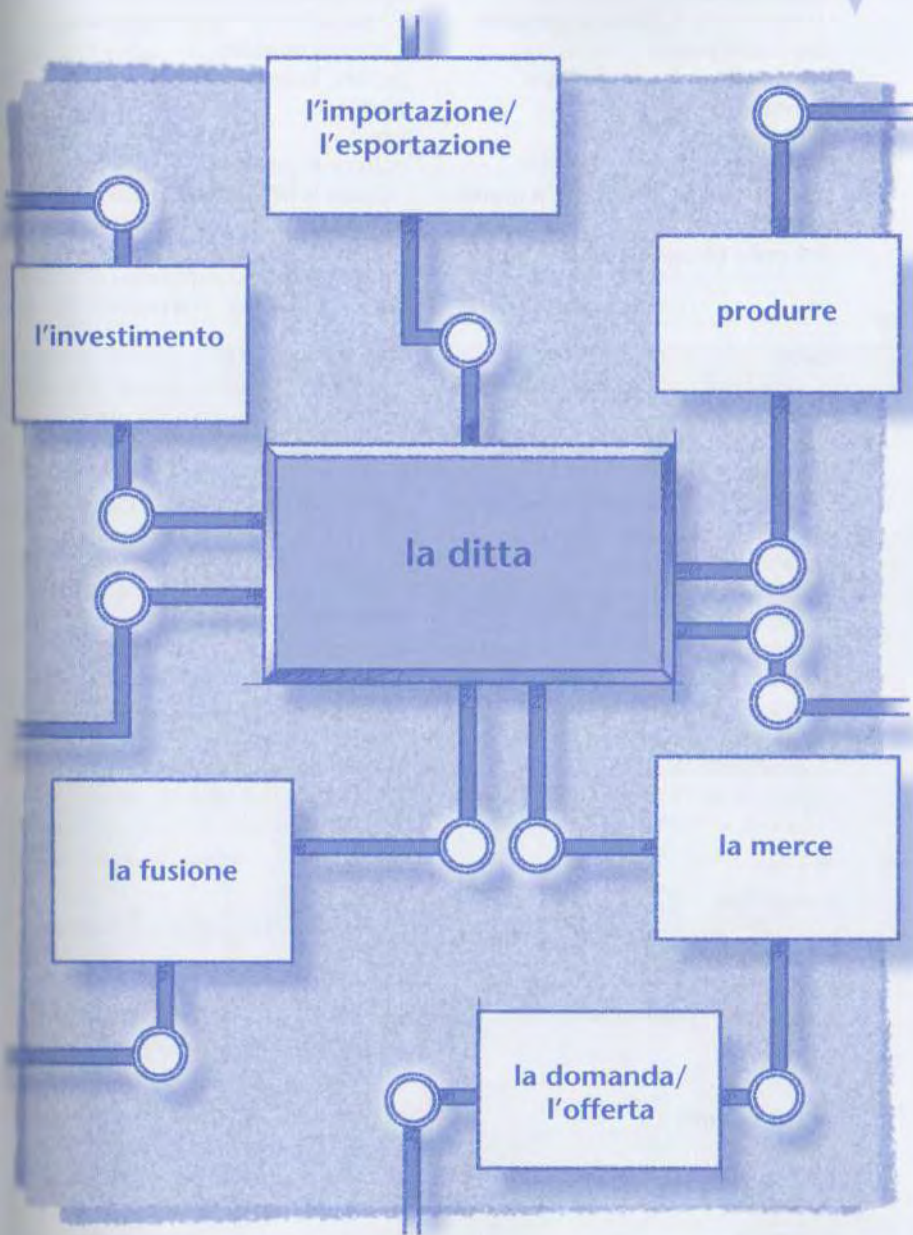 l'importazione/
l'esportazione
produrre
l'investimento
la ditta
la fusione
la merce
la domanda/
l'offerta